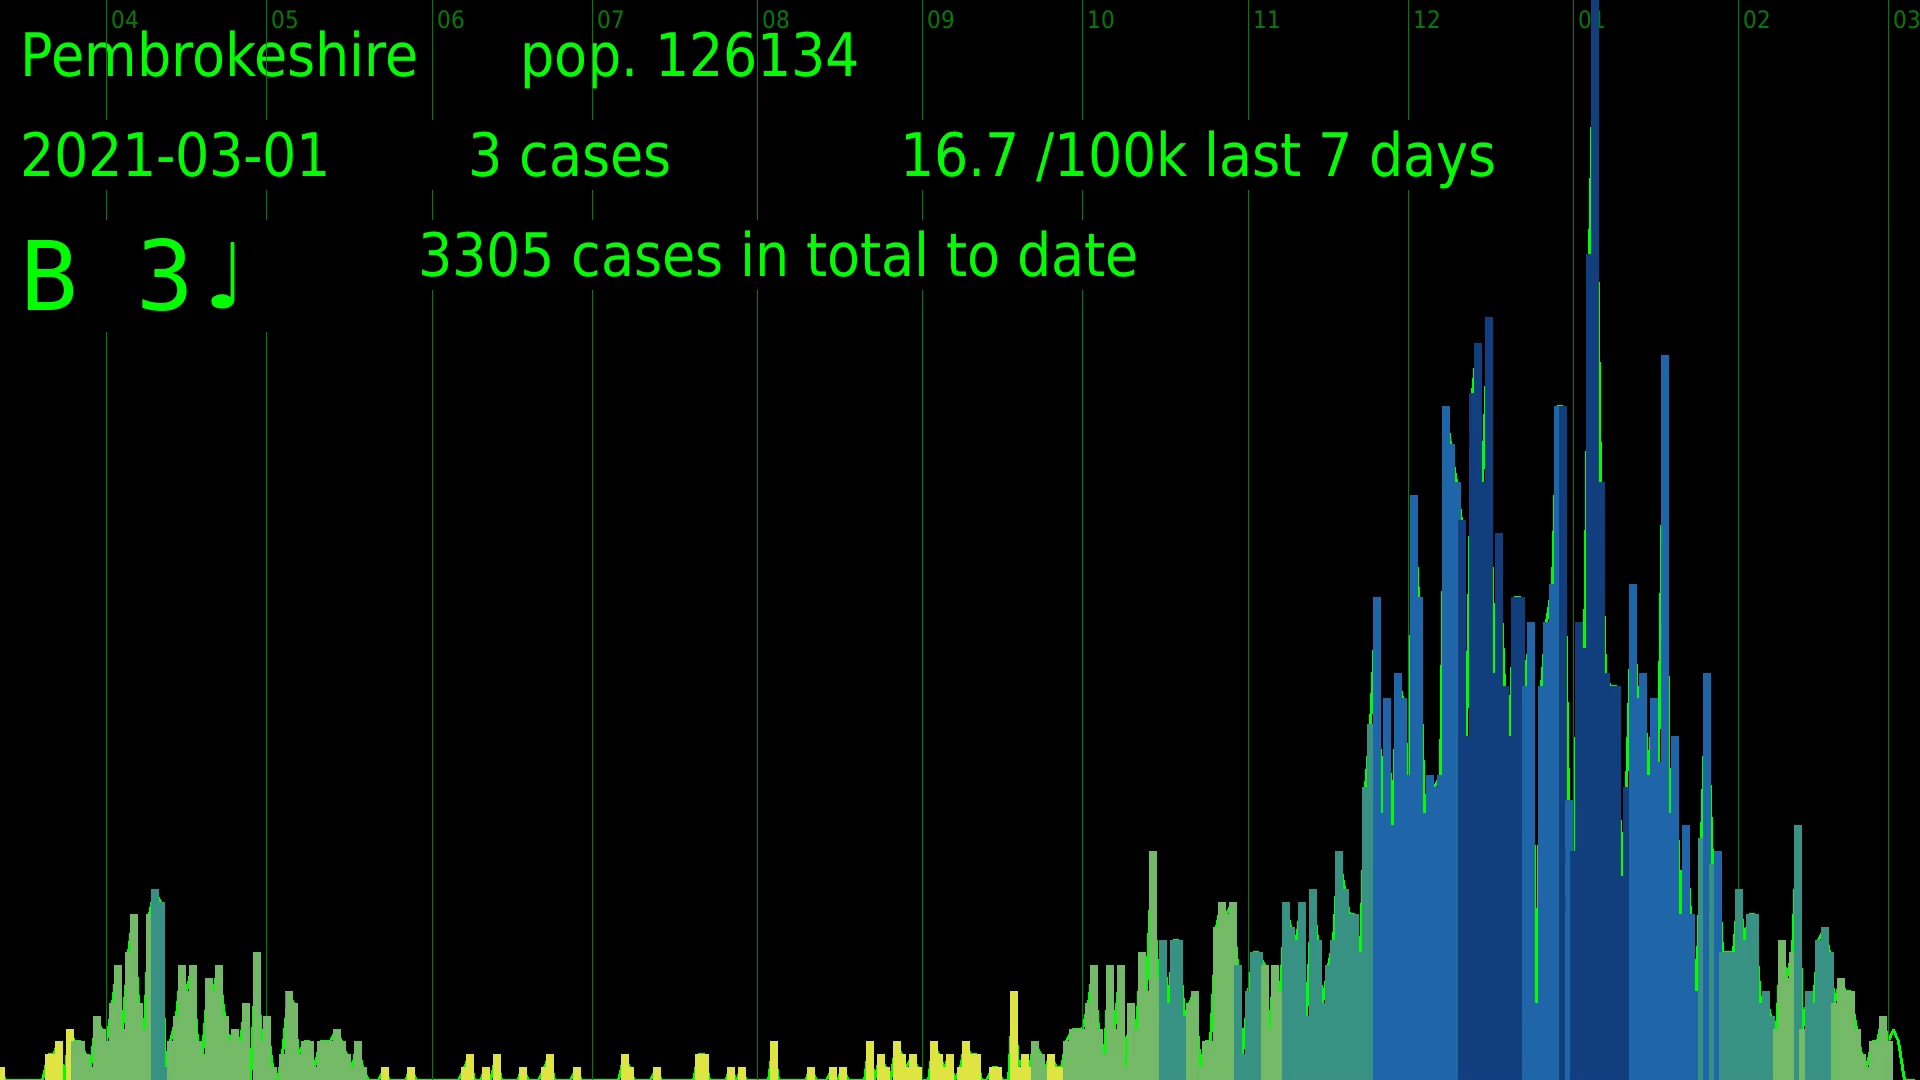 04 05 06 07 08 09 10 11 12 01 02 03
Pembrokeshire pop. 126134
2021-03-01 3 cases 16.7 /100k last 7 days
B 3♩ 3305 cases in total to date